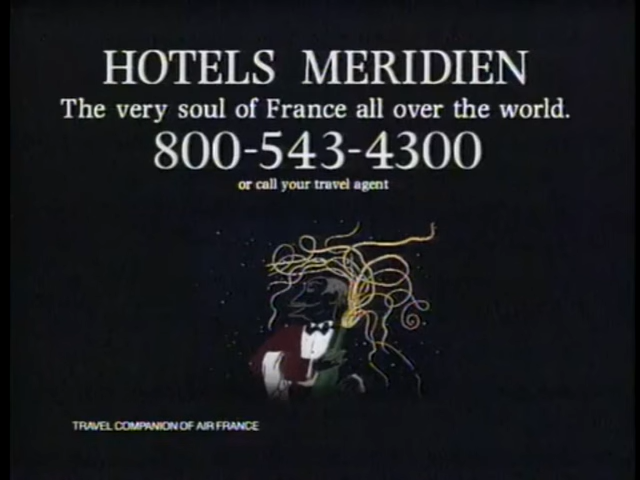 HOTELS MERIDIEN
The very soul of France all over the world.
800-543-4300
or call your travel agent
TRAVEL COMPANION OF AIR FRANCE